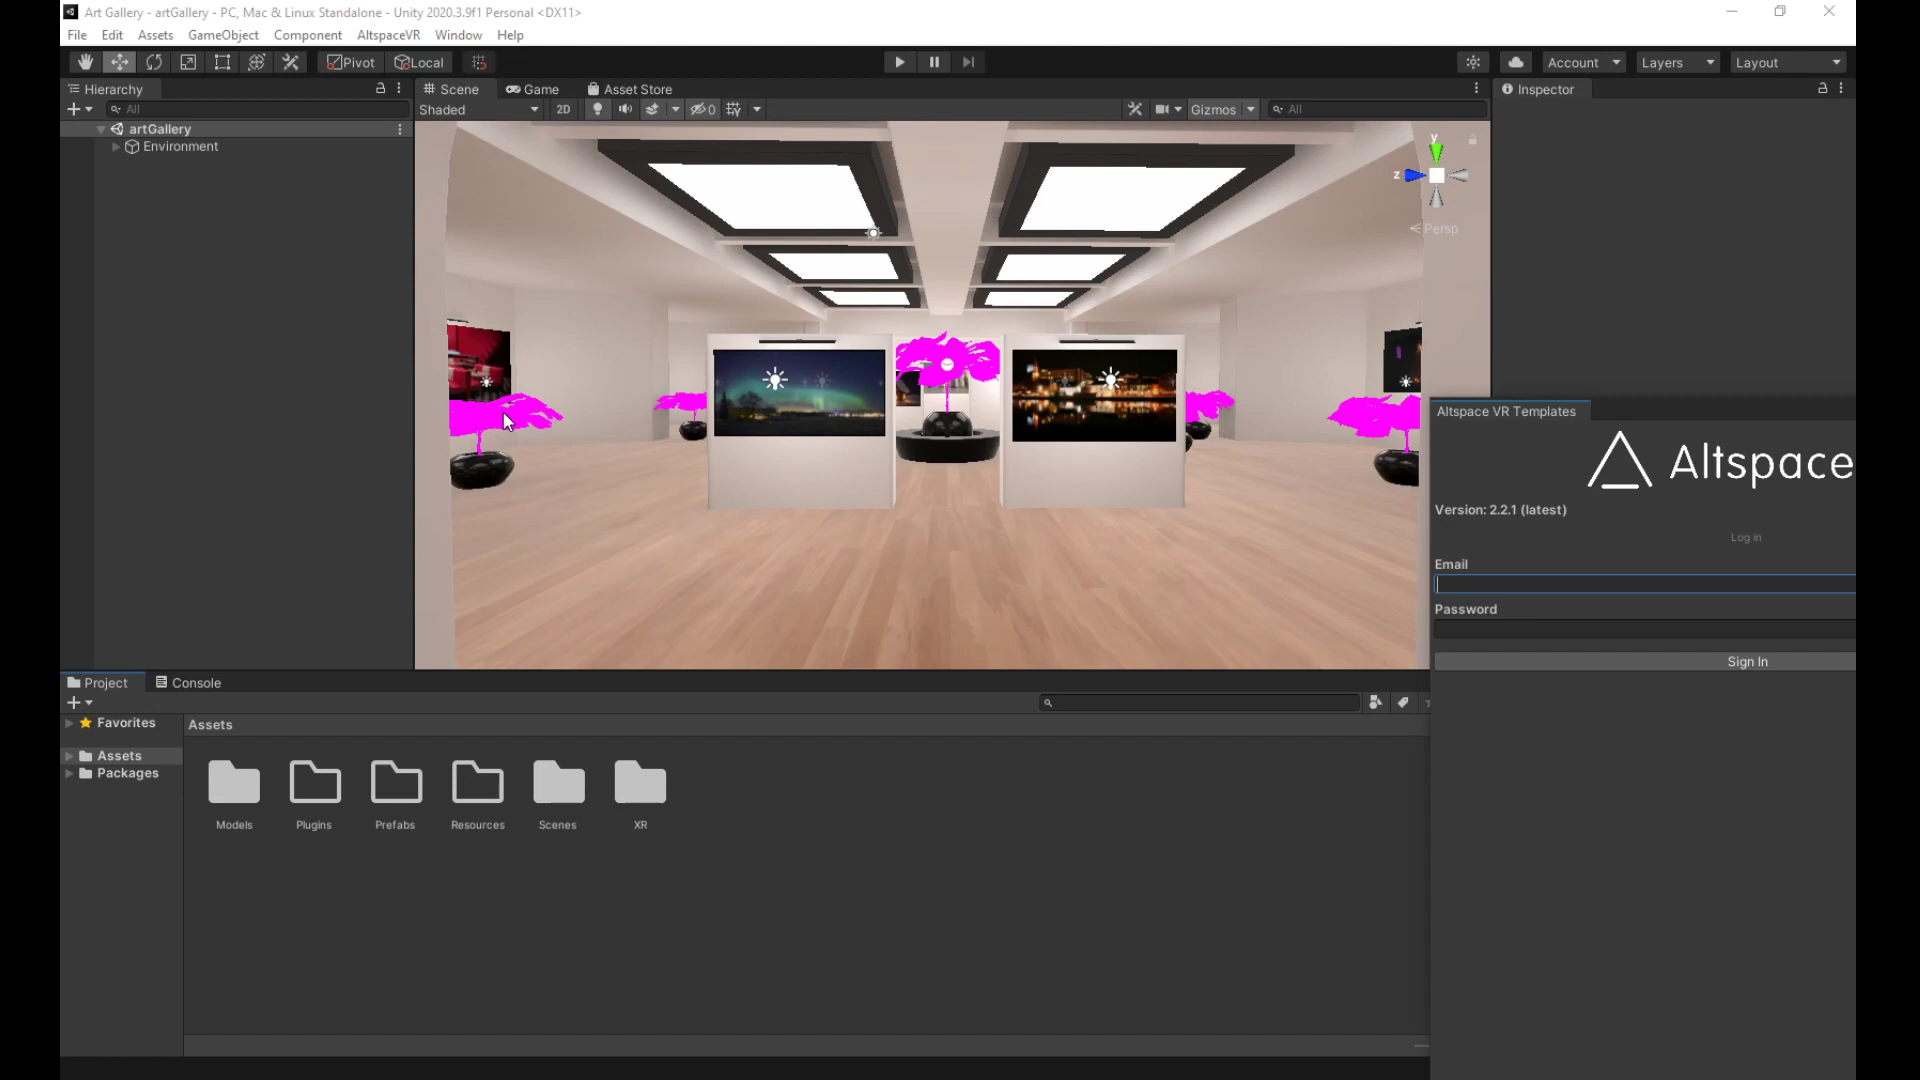 Art Gallery - artGallery - PC, Mac & Linux Standalone - Unity 2020.3.9f1 Personal <DX11>
File Edit Assets GameObject Component AltspaceVR Window Help
Pivot Local Account Layers Layout
Hierarchy Scene Game Asset Store Inspector
All Shaded 2D 0 Gizmos All
artGallery
Environment
y
z
Persp
Altspace VR Templates
Altspace
Version: 2.2.1 (latest)
Log in
Email
Password
Sign In
Project Console
Favorites
Assets
Assets
Packages
Models Plugins Prefabs Resources Scenes XR